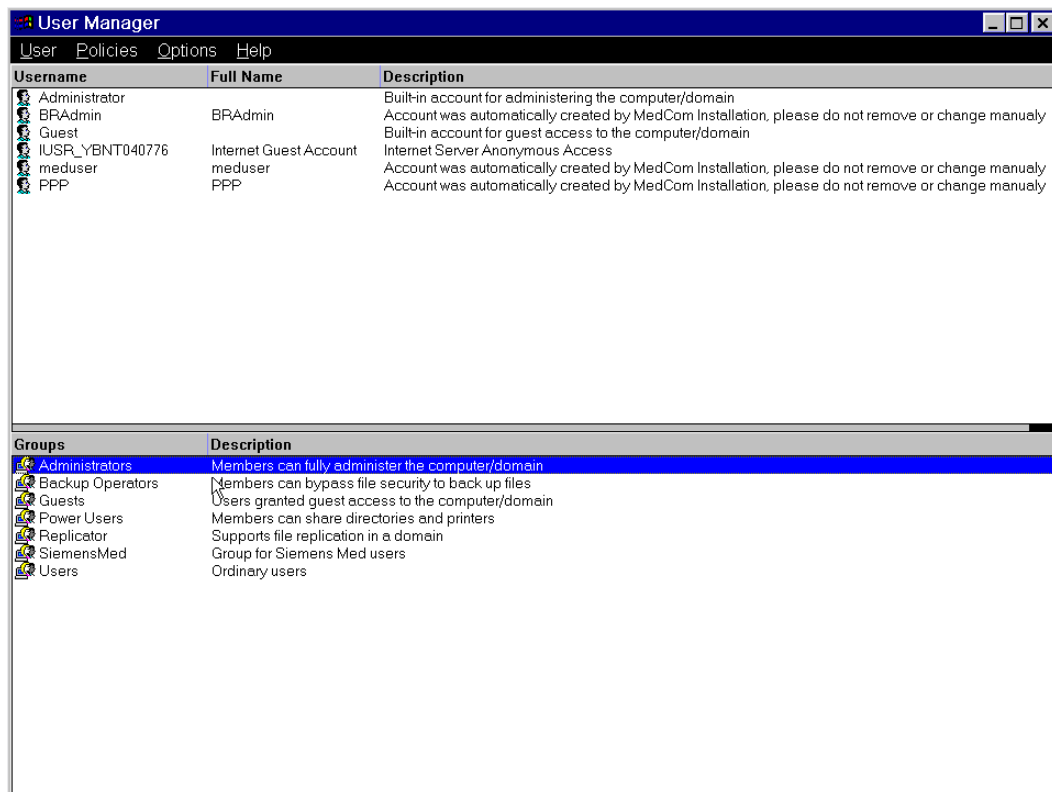 User Manager
User Policies Options Help
Username Full Name Description
Administrator Built-in account for administering the computer/domain
BRAdmin BRAdmin Account was automatically created by MedCom Installation, please do not remove or change manualy
Guest Built-in account for guest access to the computer/domain
IUSR_YBNT040776 Internet Guest Account Internet Server Anonymous Access
meduser meduser Account was automatically created by MedCom Installation, please do not remove or change manualy
PPP PPP Account was automatically created by MedCom Installation, please do not remove or change manualy
Groups Description
Administrators Members can fully administer the computer/domain
Backup Operators Members can bypass file security to back up files
Guests Users granted guest access to the computer/domain
Power Users Members can share directories and printers
Replicator Supports file replication in a domain
SiemensMed Group for Siemens Med users
Users Ordinary users